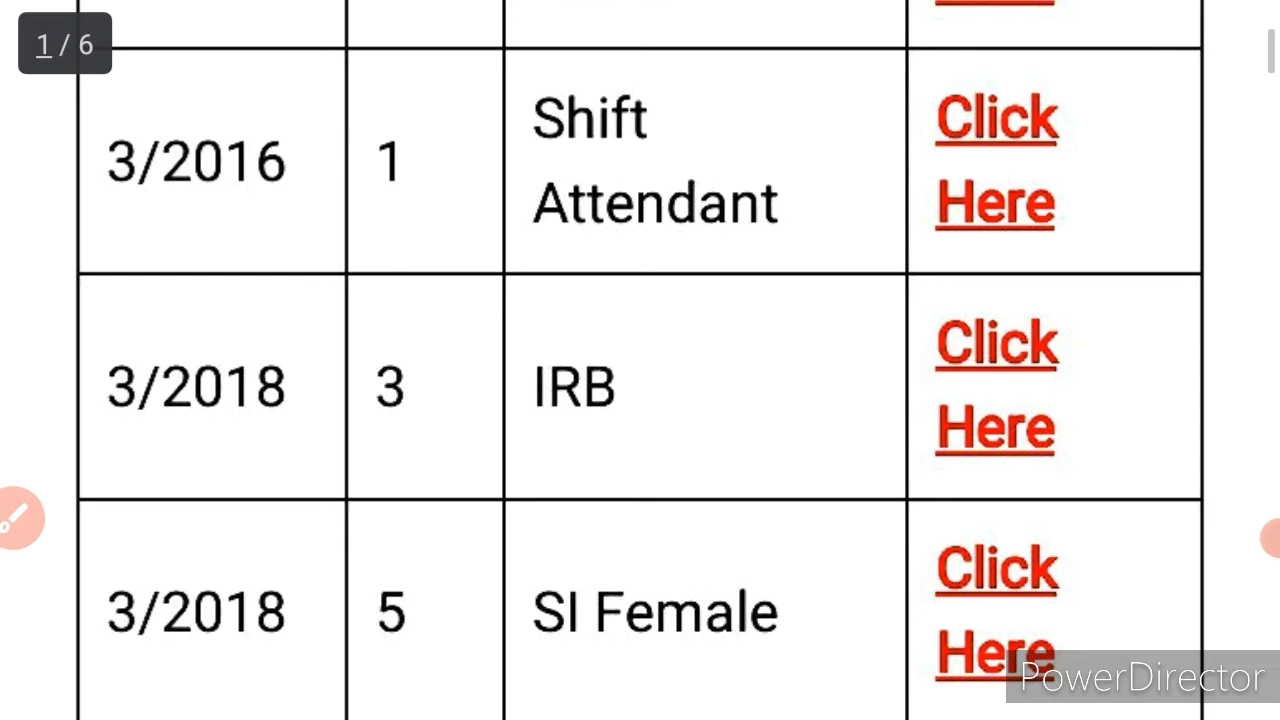 1 / 6
3/2016 1 Shift Attendant Click Here
3/2018 3 IRB Click Here
3/2018 5 SI Female Click Here
PowerDirector